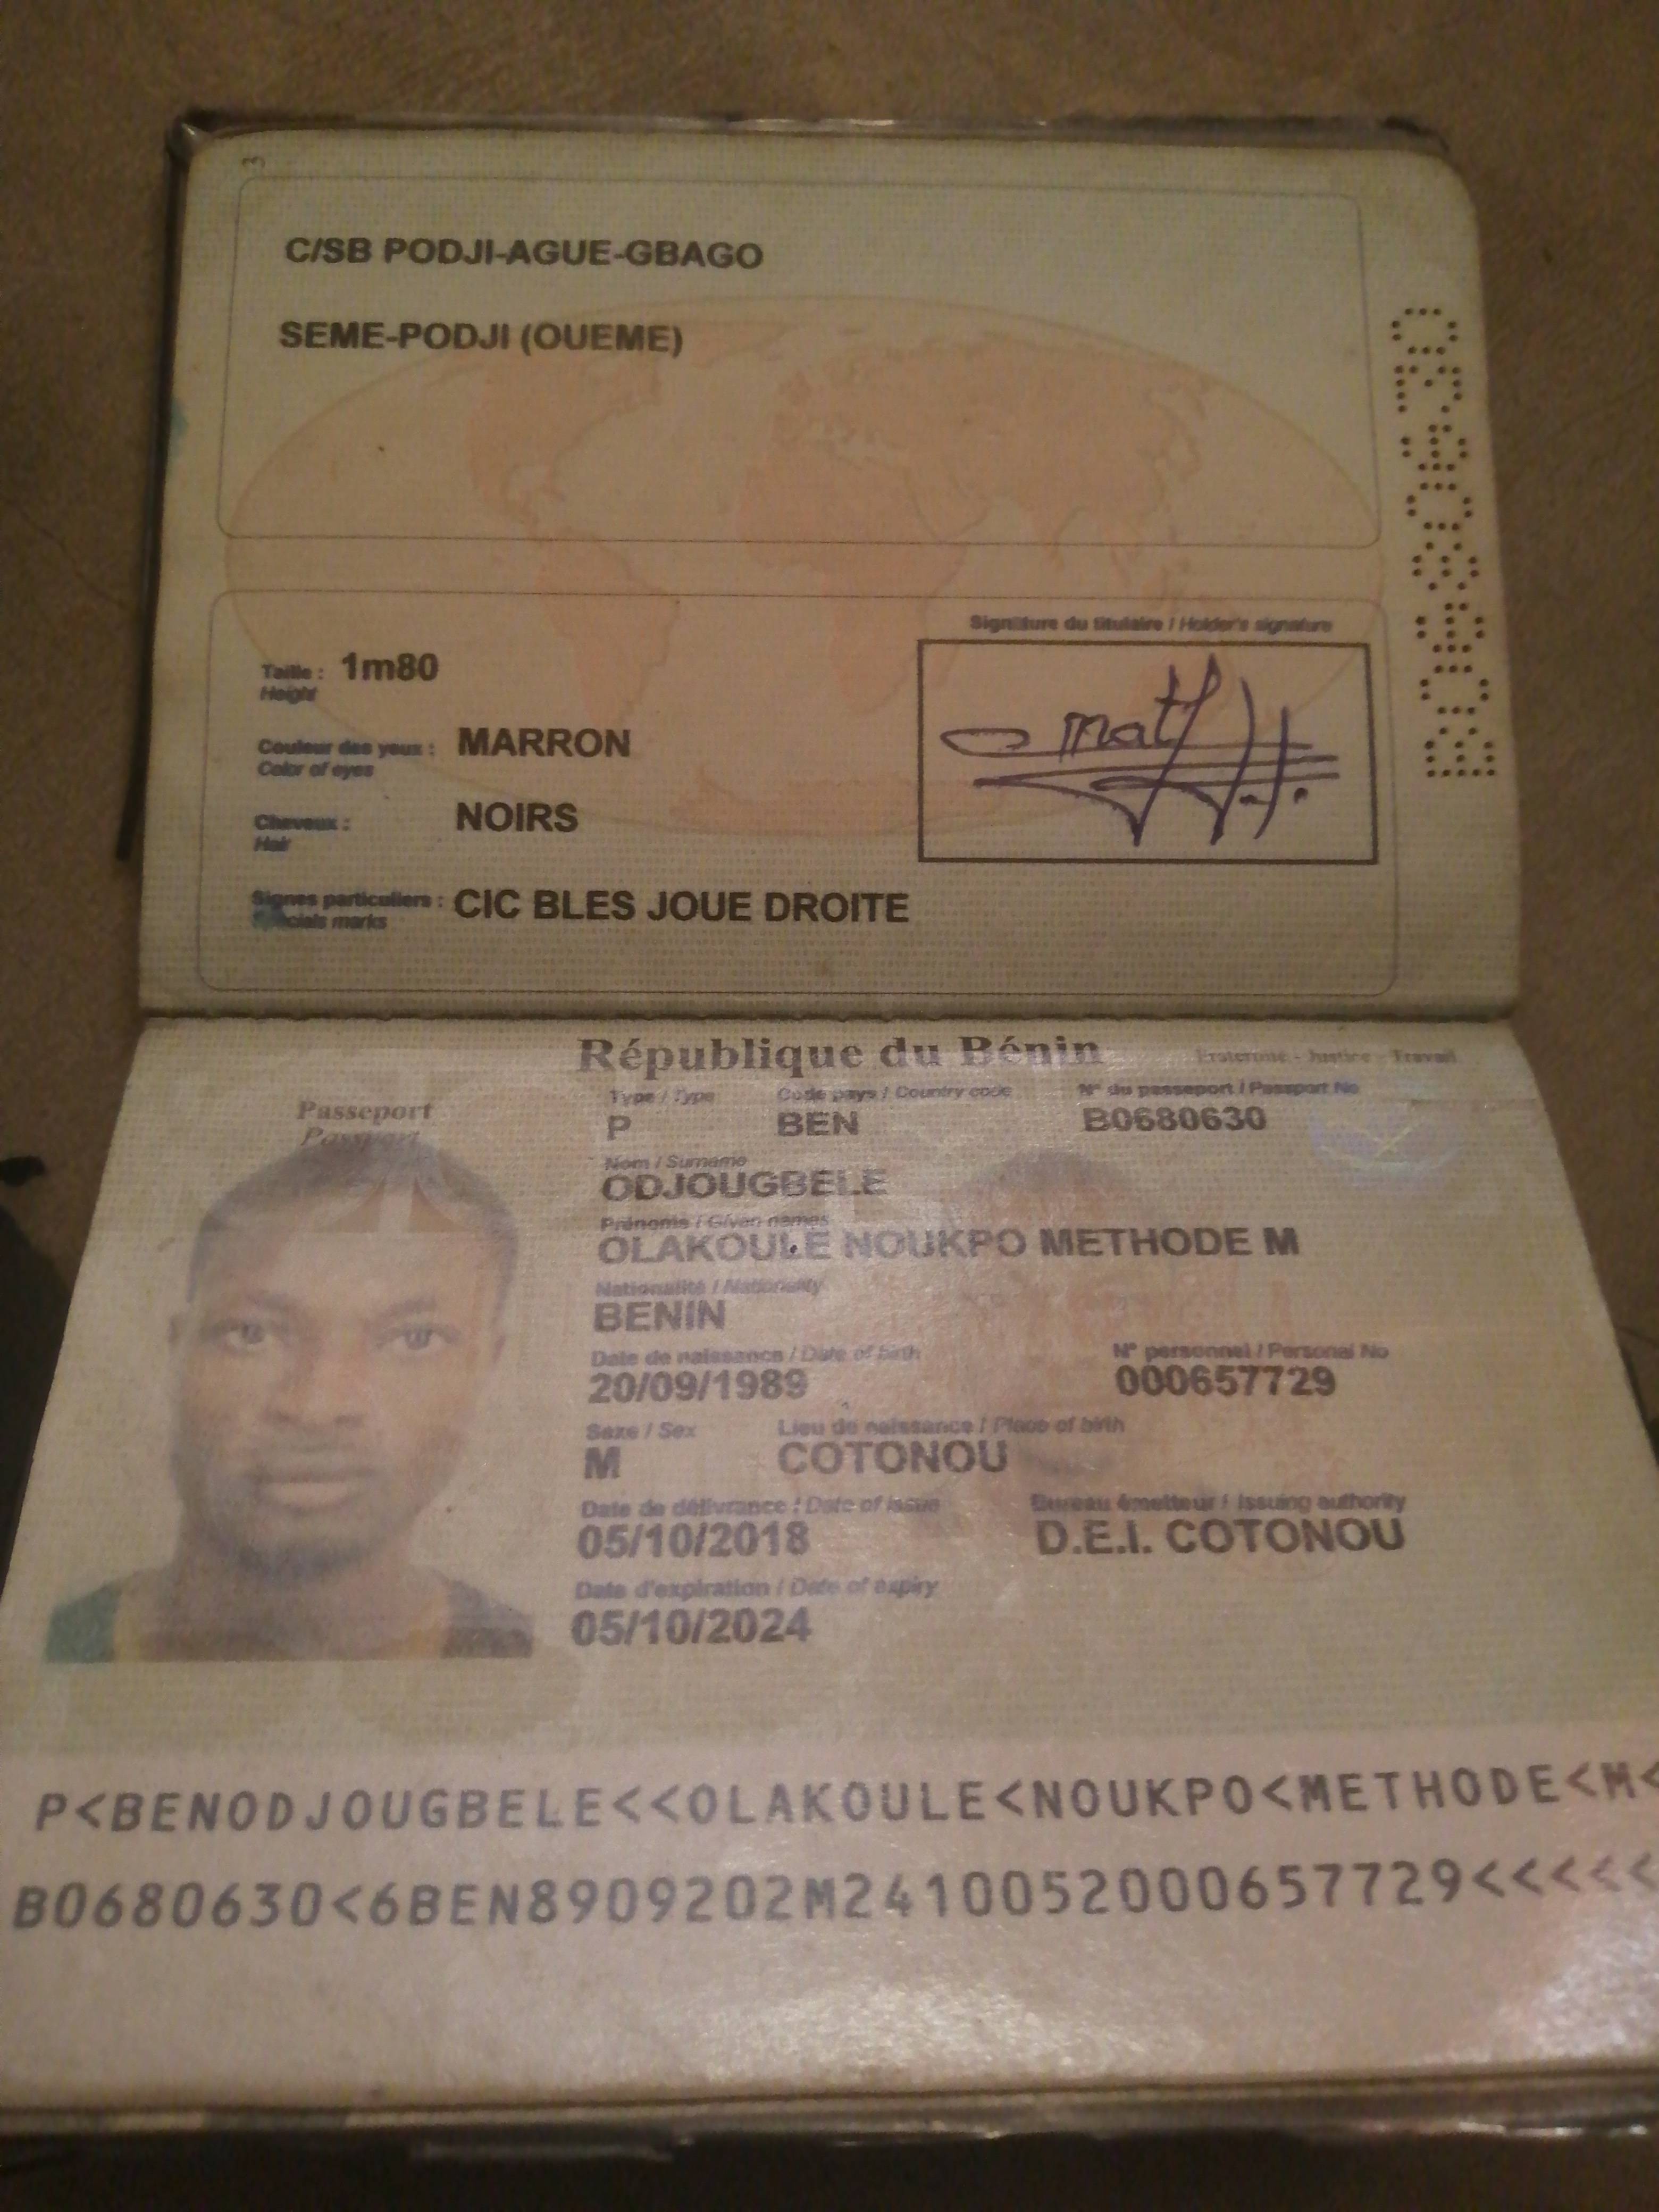 3
C/SB PODJI-AGUE-GBAGO
SEME-PODJI (OUEME)
Signature du titulaire / Holder's signature
Taille : 1m80
Height
Couleur des yeux : MARRON
Color of eyes
Cheveux : NOIRS
Hair
Signes particuliers : CIC BLES JOUE DROITE
Specials marks
B0680630
République du Bénin
Fraternité - Justice - Travail
Passeport
Passport
Type / Type Code pays / Country code N° du passeport / Passport No
P BEN B0680630
Nom / Surname
ODJOUGBELE
Prénoms / Given names
OLAKOULE NOUKPO METHODE M
Nationalité / Nationality
BENIN
Date de naissance / Date of birth N° personnel / Personal No
20/09/1989 000657729
Sexe / Sex Lieu de naissance / Place of birth
M COTONOU
Date de délivrance / Date of issue Bureau émetteur / Issuing authority
05/10/2018 D.E.I. COTONOU
Date d'expiration / Date of expiry
05/10/2024
P<BENODJOUGBELE<<OLAKOULE<NOUKPO<METHODE<M<
B0680630<6BEN8909202M2410052000657729<<<<<